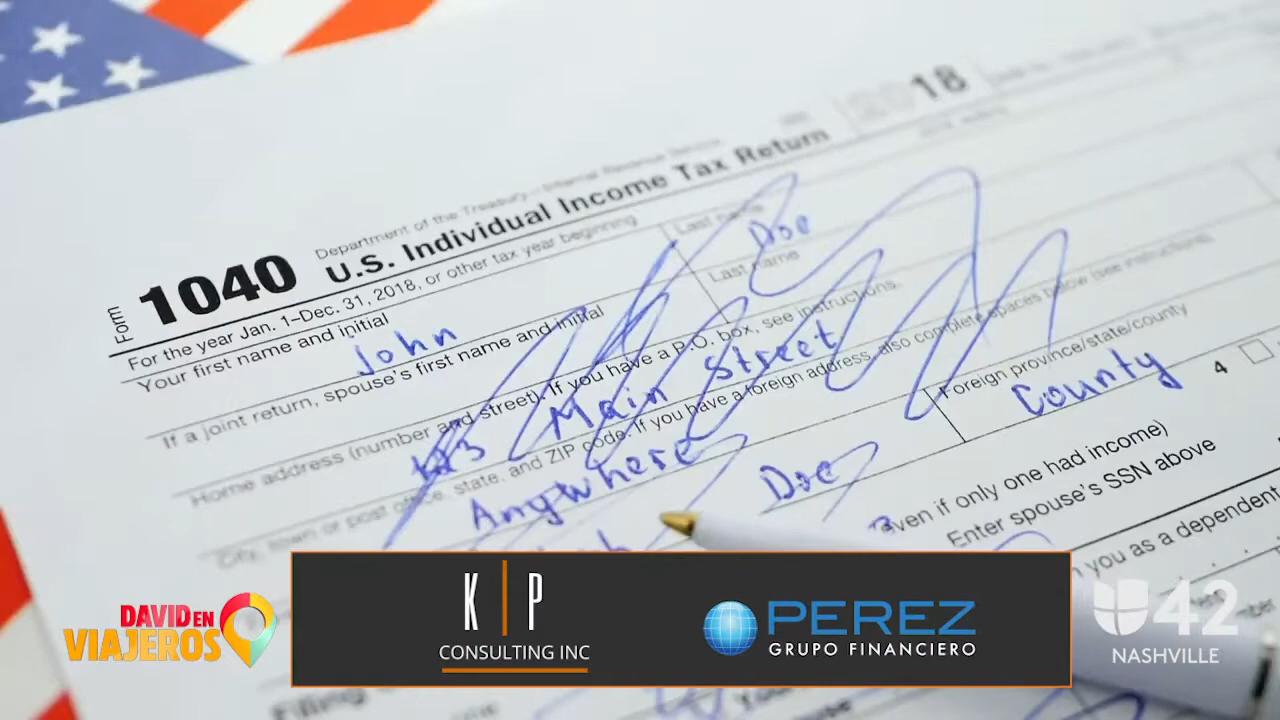 18
Department of the Treasury—Internal Revenue Service
Form 1040 U.S. Individual Income Tax Return
For the year Jan. 1–Dec. 31, 2018, or other tax year beginning
Your first name and initial
Last name
John
Doe
If a joint return, spouse's first name and initial
Last name
Home address (number and street). If you have a P.O. box, see instructions.
123 Main Street
City, town or post office, state, and ZIP code. If you have a foreign address, also complete spaces below (see instructions)
Anywhere
Foreign province/state/county
Doe
County
4
even if only one had income)
Enter spouse's SSN above
you as a dependent
Filing
DAVID EN
VIAJEROS
K|P
CONSULTING INC
PEREZ
GRUPO FINANCIERO
42
NASHVILLE